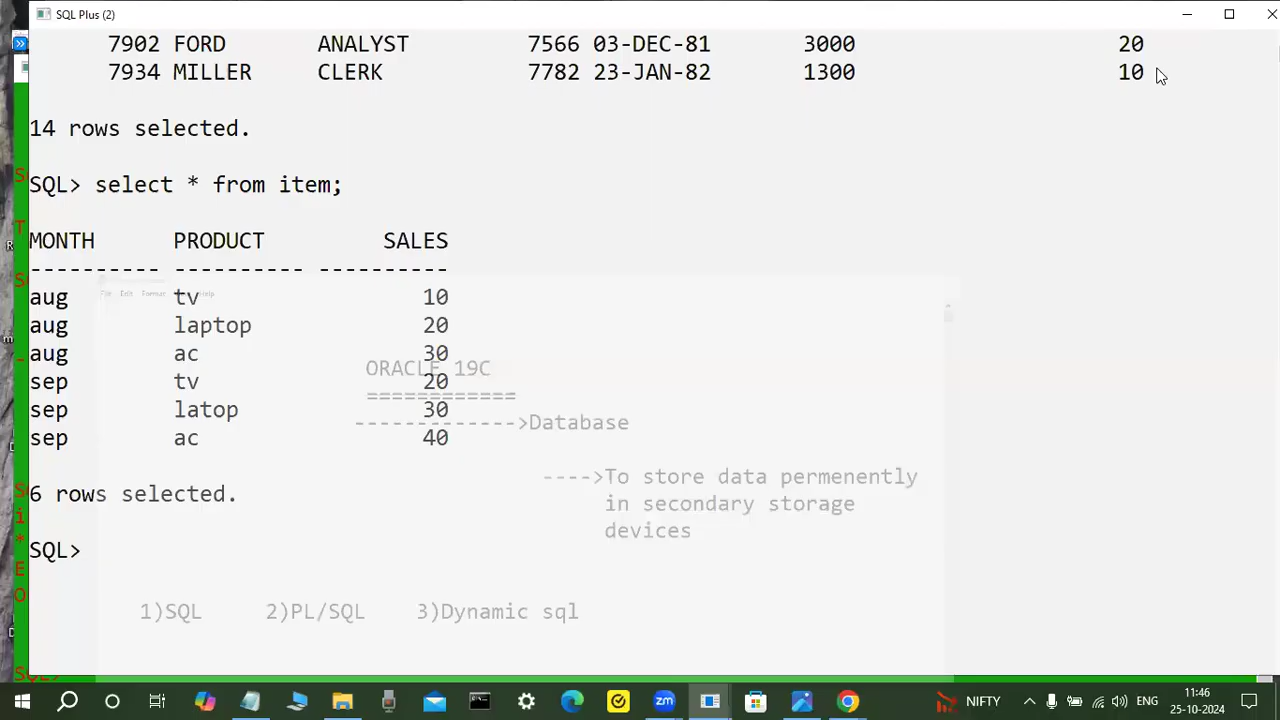 SQL Plus (2)
7902 FORD ANALYST 7566 03-DEC-81 3000 20
7934 MILLER CLERK 7782 23-JAN-82 1300 10
14 rows selected.
SQL> select * from item;
MONTH PRODUCT SALES
---------- ---------- ----------
aug tv 10
File Edit Format Help
aug laptop 20
aug ac 30
ORACLE 19C
===========
sep tv 20
sep latop 30
------------->Database
sep ac 40
---->To store data permenently
in secondary storage
devices
6 rows selected.
SQL>
1)SQL 2)PL/SQL 3)Dynamic sql
NIFTY
ENG
11:46
25-10-2024